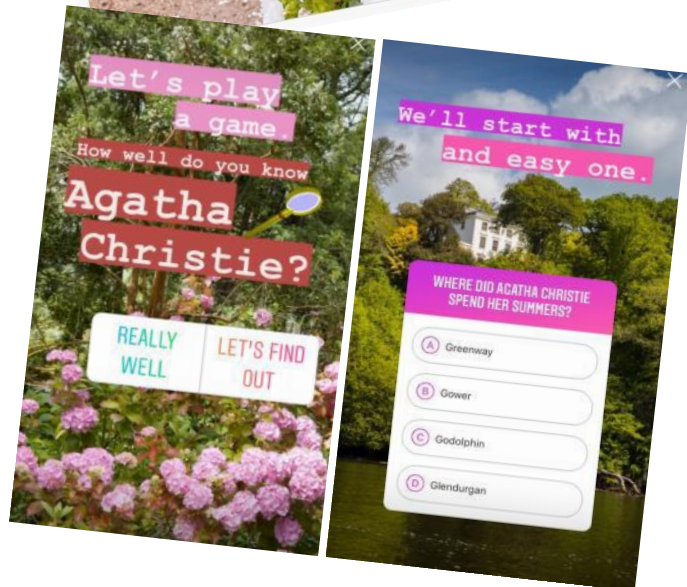 Let's play
a game.
How well do you know
Agatha
Christie?
REALLY
WELL
LET'S FIND
OUT
We'll start with
and easy one.
WHERE DID AGATHA CHRISTIE
SPEND HER SUMMERS?
A Greenway
B Gower
C Godolphin
D Glendurgan